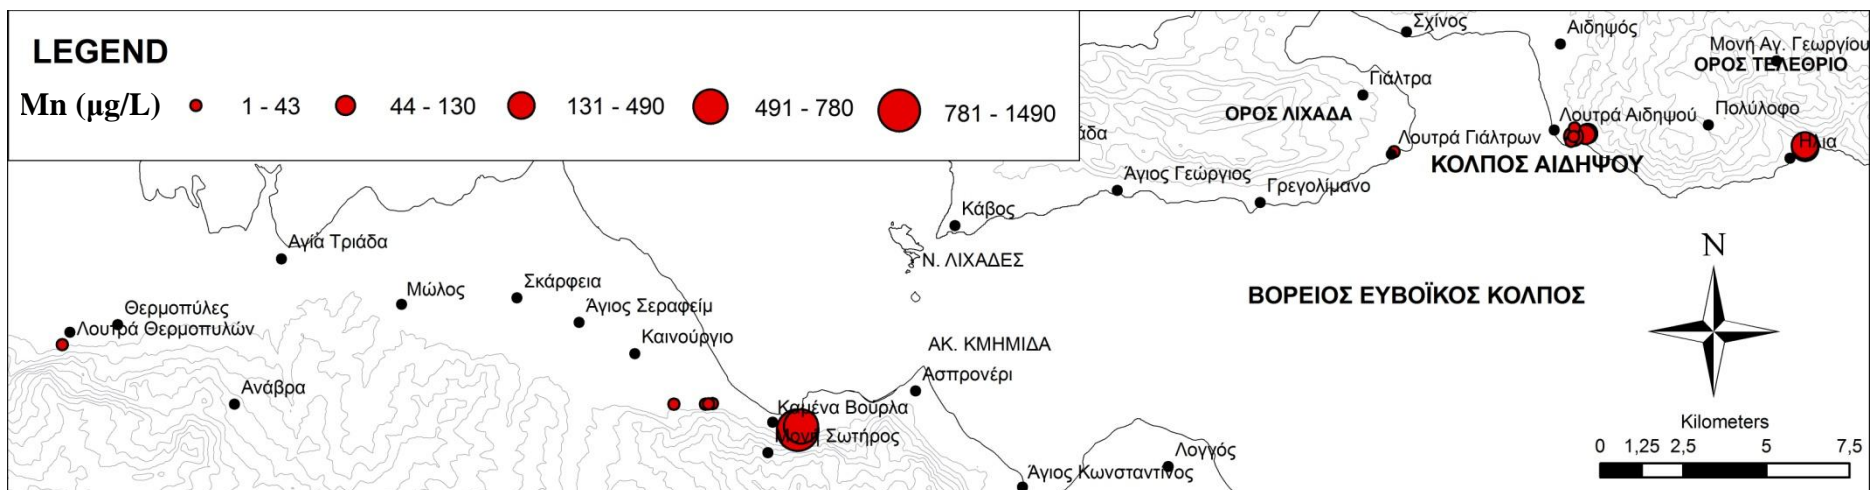 LEGEND
Mn (μg/L) 1 - 43 44 - 130 131 - 490 491 - 780 781 - 1490
Σχίνος
Αιδηψός
Μονή Αγ. Γεωργίου
ΟΡΟΣ ΤΕΛΕΘΡΙΟ
Γιάλτρα
ΟΡΟΣ ΛΙΧΑΔΑ
Λουτρά Αιδηψού
Πολύλοφο
Λουτρά Γιάλτρων
Ηλια
ΚΟΛΠΟΣ ΑΙΔΗΨΟΥ
Άγιος Γεώργιος
Γρεγολίμανο
Κάβος
Αγία Τριάδα
Ν. ΛΙΧΑΔΕΣ
N
ΒΟΡΕΙΟΣ ΕΥΒΟΪΚΟΣ ΚΟΛΠΟΣ
Μώλος
Σκάρφεια
Θερμοπύλες
Άγιος Σεραφείμ
Λουτρά Θερμοπυλών
Καινούργιο
ΑΚ. ΚΜΗΜΙΔΑ
Ασπρονέρι
Ανάβρα
Καμένα Βούρλα
Μονή Σωτήρος
Λογγός
Άγιος Κωνσταντίνος
Kilometers
0 1,25 2,5 5 7,5